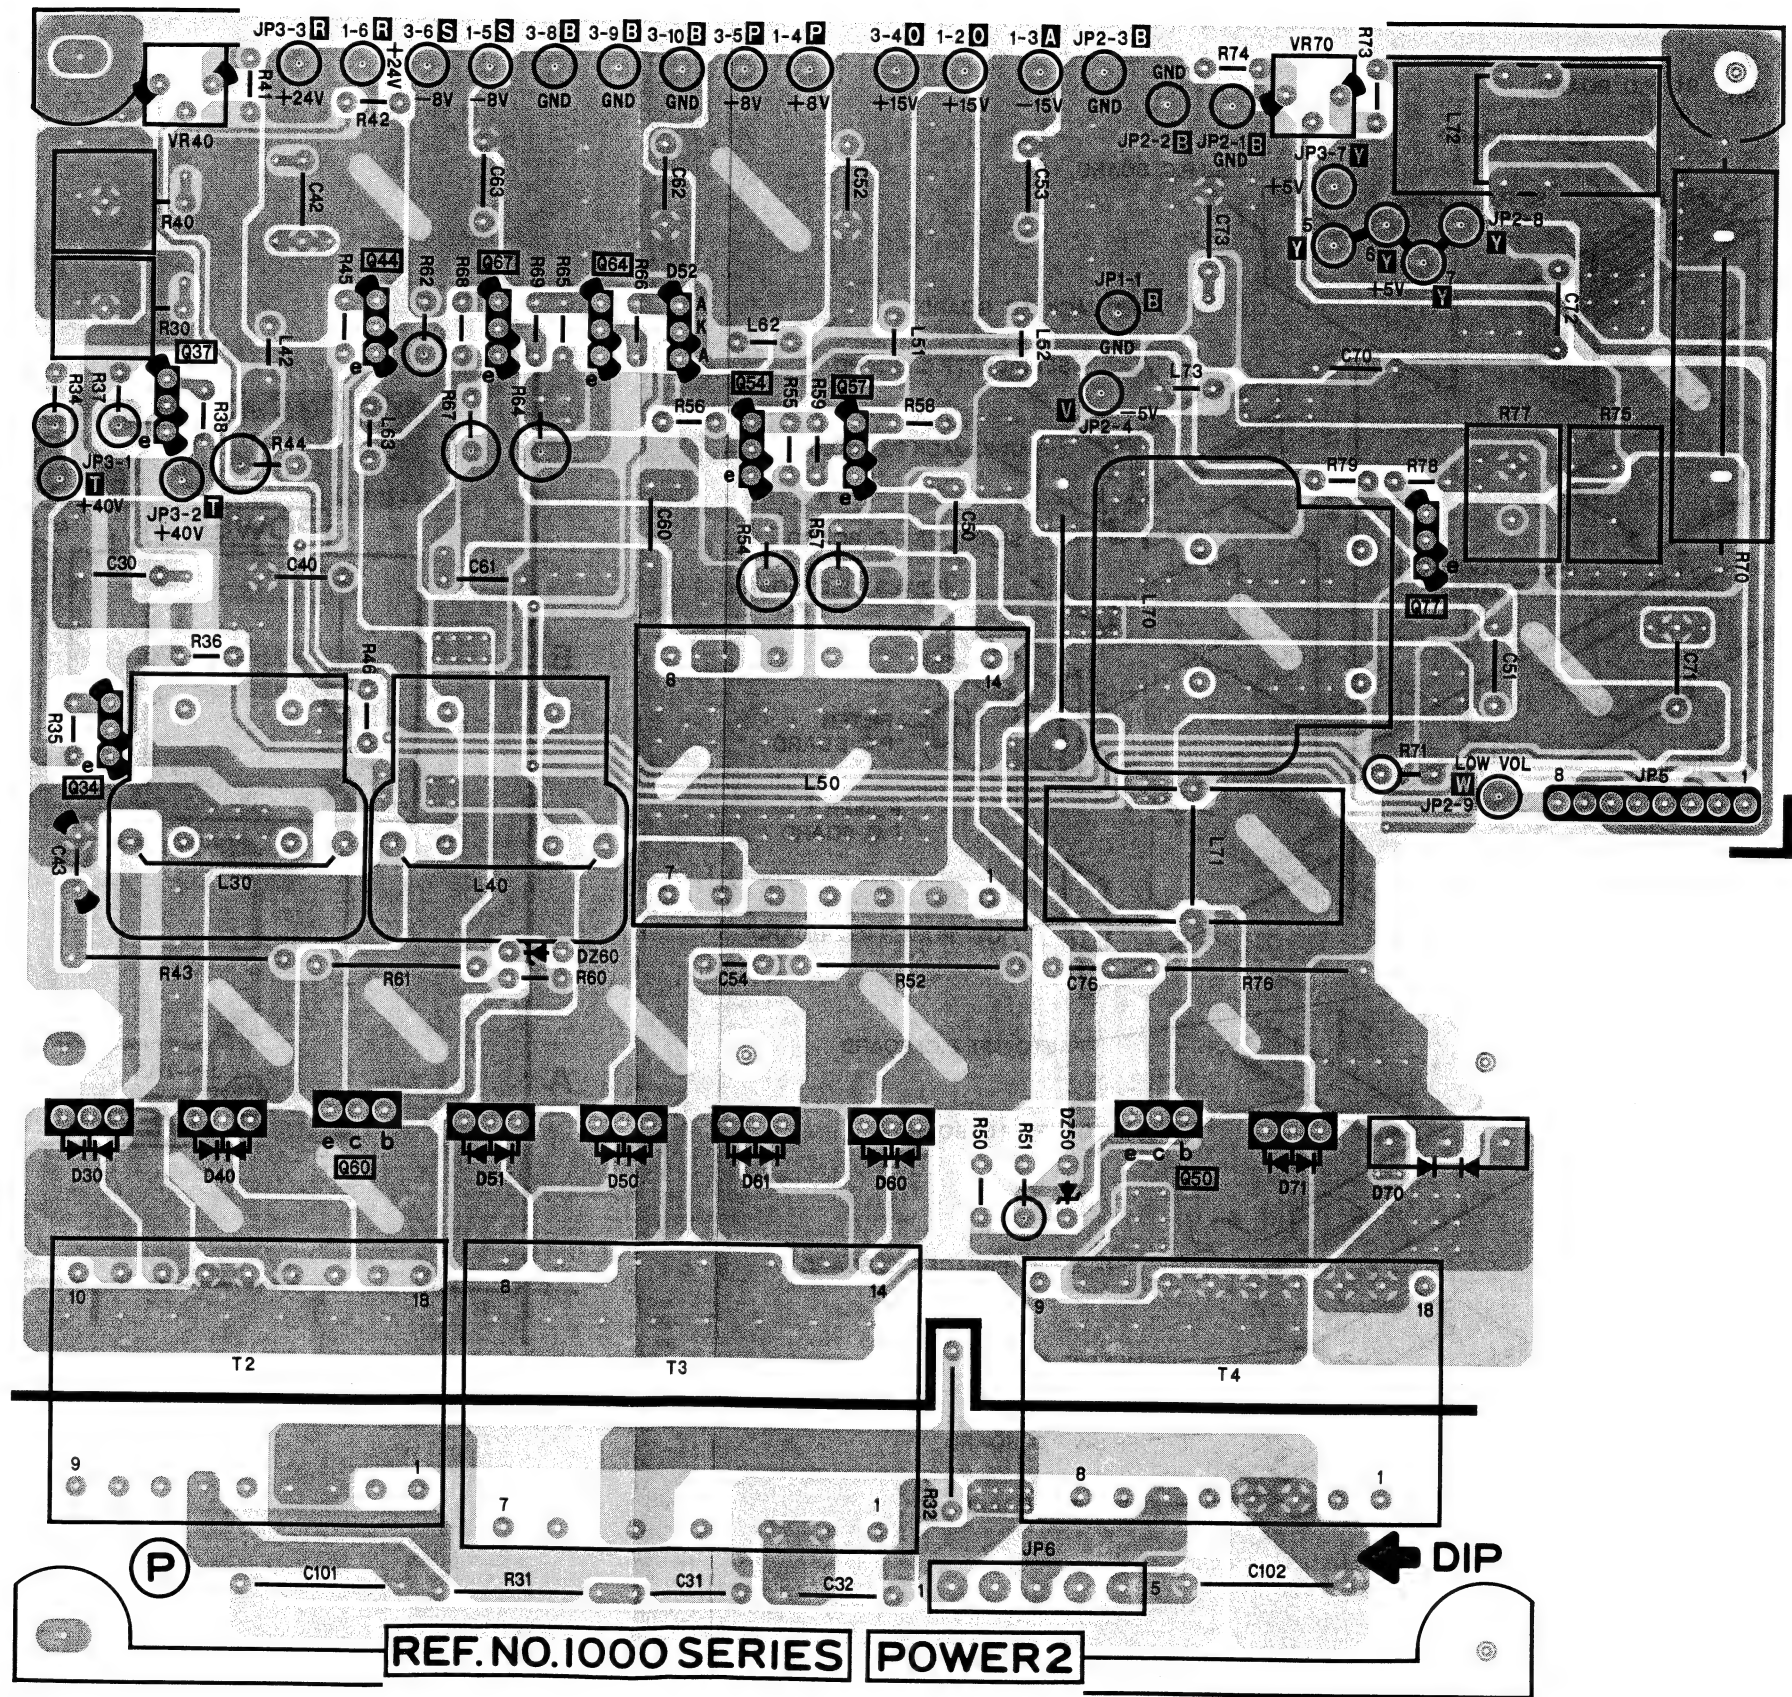 JP3-3 R 1-6 R 3-6 S 1-5 S 3-8 B 3-9 B 3-10 B 3-5 P 1-4 P 3-4 O 1-2 O 1-3 A JP2-3 B
+24V +24V -8V -8V GND GND GND +8V +8V +15V +15V -15V GND
R41 R42 VR40 R74 VR70 R73 L72
GND JP2-2 B JP2-1 B GND
JP3-7 Y +5V
5 Y 6 Y 7 Y JP2-8 Y +5V
R40 C42 C63 C62 C52 C53 C73
R30 R45 Q44 R62 R68 Q67 R69 R65 Q64 R66 D52 A K A
e e e
JP1-1 B GND
L42 L62 L51 L52 C70 C72
Q37 R34 R37 R38 e
L63 R67 R64 R56 Q54 R55 R59 Q57 R58 L73
e e
V -5V JP2-4
R44 JP3-1 T +40V
JP3-2 T +40V
R79 R78 R77 R75 R70
C30 C40 C61 C60 R54 R57 C50 L70 e Q77
R36 R46 8 14 C51 C71
R35 e Q34
L50 R71 LOW VOL
W JP2-9 8 JP5 1
C43 L30 L40 7 1 L71
R43 R61 DZ60 R60 C54 R52 C76 R76
D30 D40 e c b Q60 D51 D50 D61 D60 R50 R51 DZ50 e c b Q50 D71 D70
10 18 8 14 9 18
T2 T3 T4
9 1 7 1 R32 8 1
P C101 R31 C31 C32 1 JP6 5 C102 DIP
REF. NO. 1000 SERIES POWER2